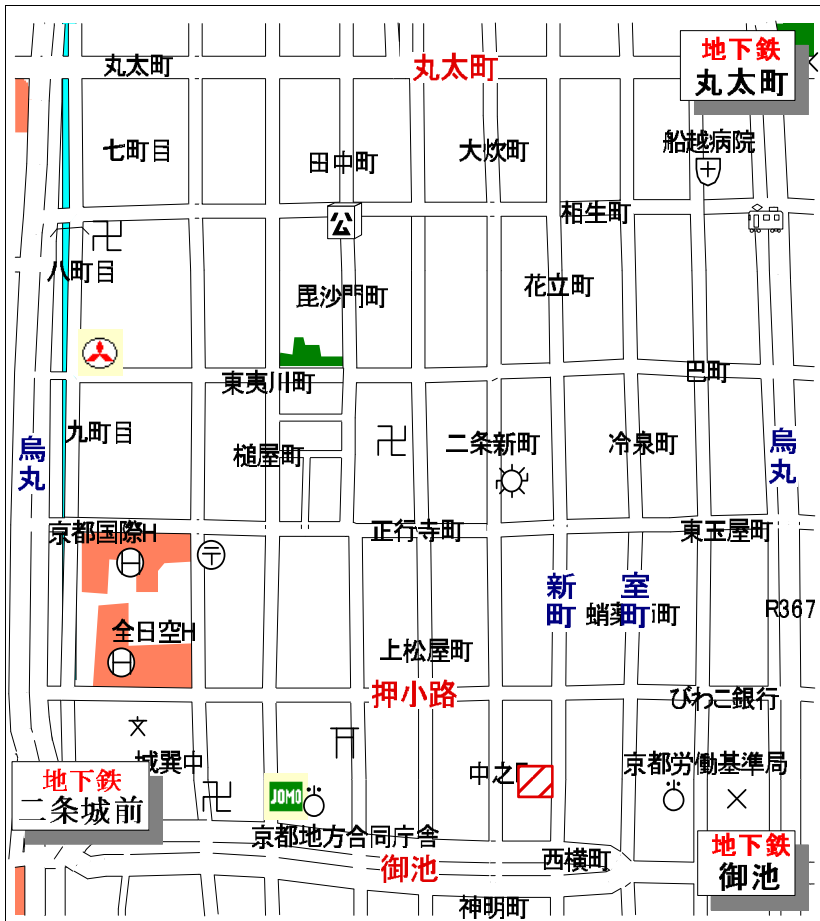 丸太町
丸太町
地下鉄
丸太町
七町目
田中町
大炊町
船越病院
公
相生町
八町目
毘沙門町
花立町
東夷川町
巴町
九町目
槌屋町
二条新町
冷泉町
烏丸
烏丸
京都国際H
正行寺町
東玉屋町
新町
室町
R367
全日空H
上松屋町
押小路
びわこ銀行
文
城巽中
京都労働基準局
地下鉄
二条城前
JOMO
京都地方合同庁舎
御池
西横町
地下鉄
御池
神明町